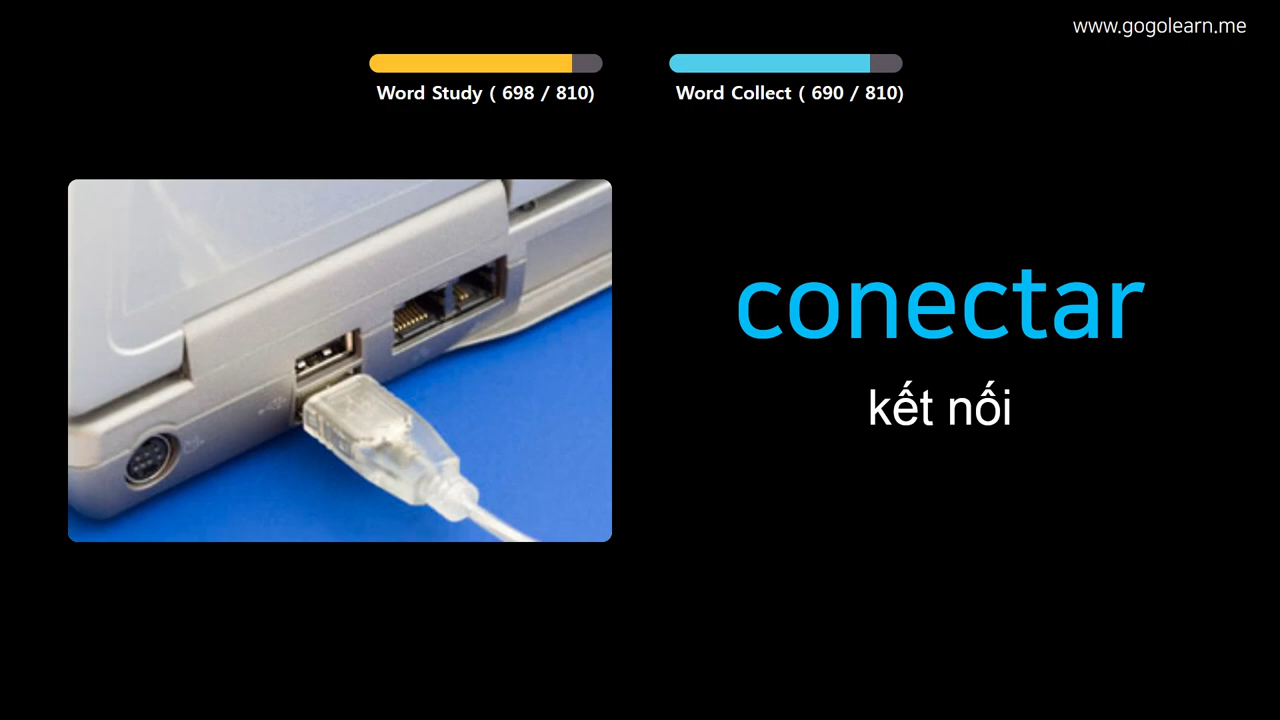 www.gogolearn.me
Word Study ( 698 / 810)
Word Collect ( 690 / 810)
conectar
kết nối